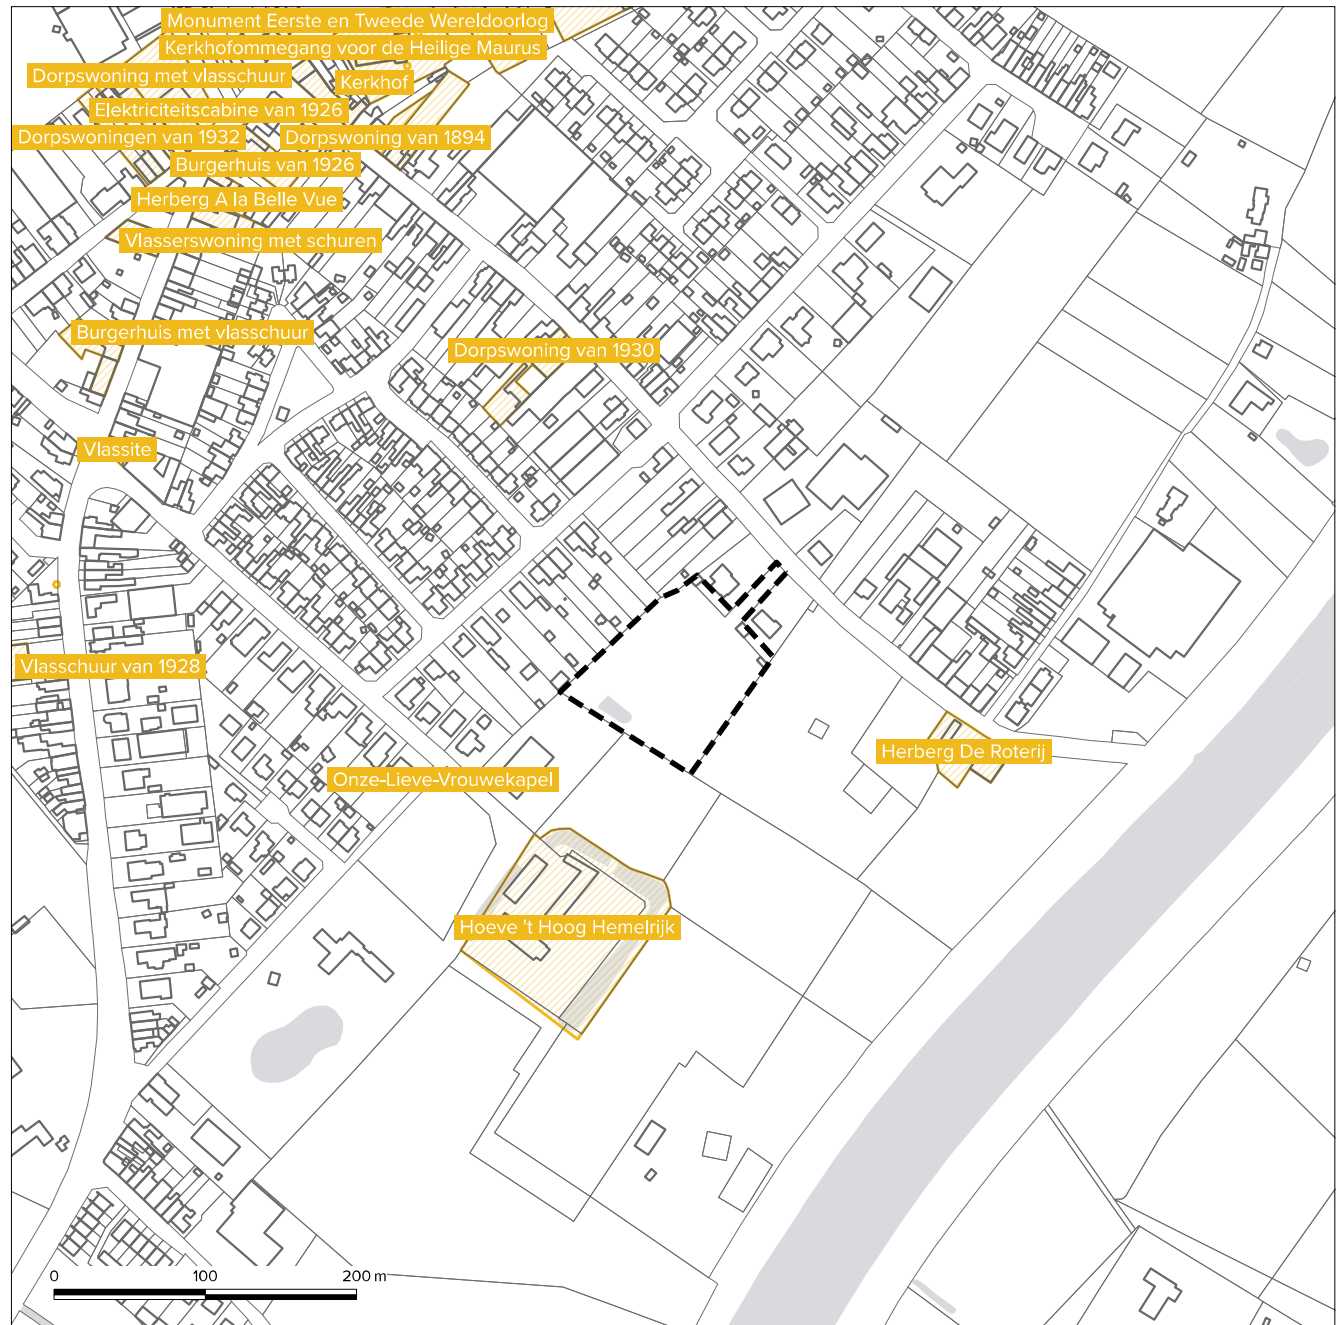 Monument Eerste en Tweede Wereldoorlog
Kerkhofommegang voor de Heilige Maurus
Dorpswoning met vlasschuur
Kerkhof
Elektriciteitscabine van 1926
Dorpswoningen van 1932
Dorpswoning van 1894
Burgerhuis van 1926
Herberg A la Belle Vue
Vlasserswoning met schuren
Burgerhuis met vlasschuur
Dorpswoning van 1930
Vlassite
Vlasschuur van 1928
Herberg De Roterij
Onze-Lieve-Vrouwekapel
Hoeve 't Hoog Hemelrijk
0 100 200 m